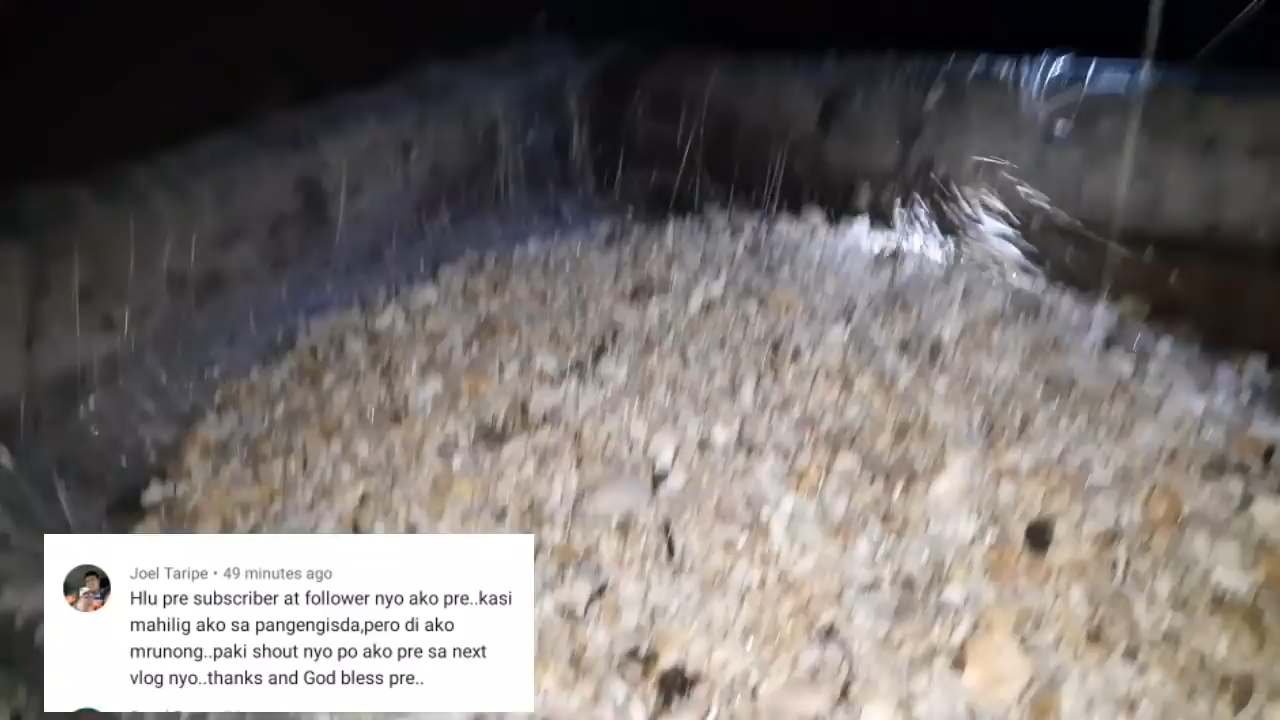 Joel Taripe • 49 minutes ago
Hlu pre subscriber at follower nyo ako pre..kasi
mahilig ako sa pangengisda,pero di ako
mrunong..paki shout nyo po ako pre sa next
vlog nyo..thanks and God bless pre..